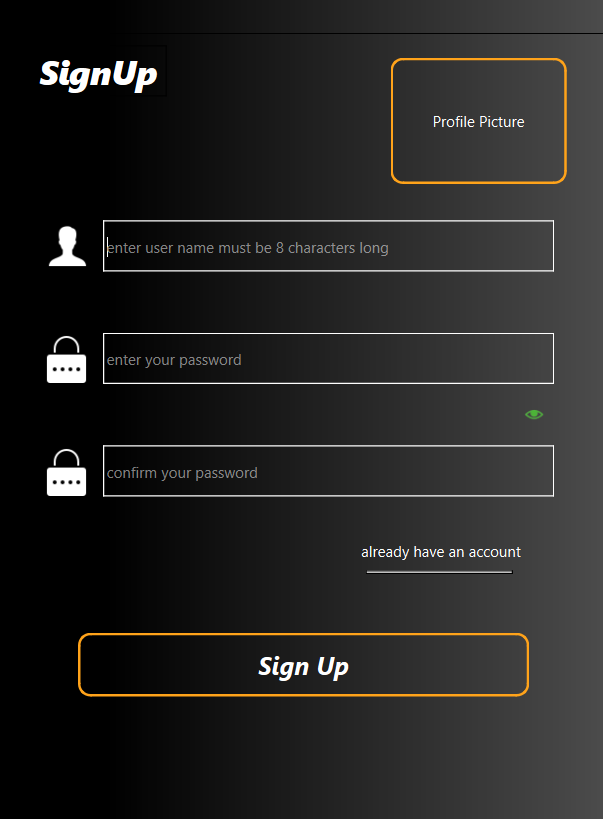 SignUp
Profile Picture
enter user name must be 8 characters long
enter your password
confirm your password
already have an account
Sign Up